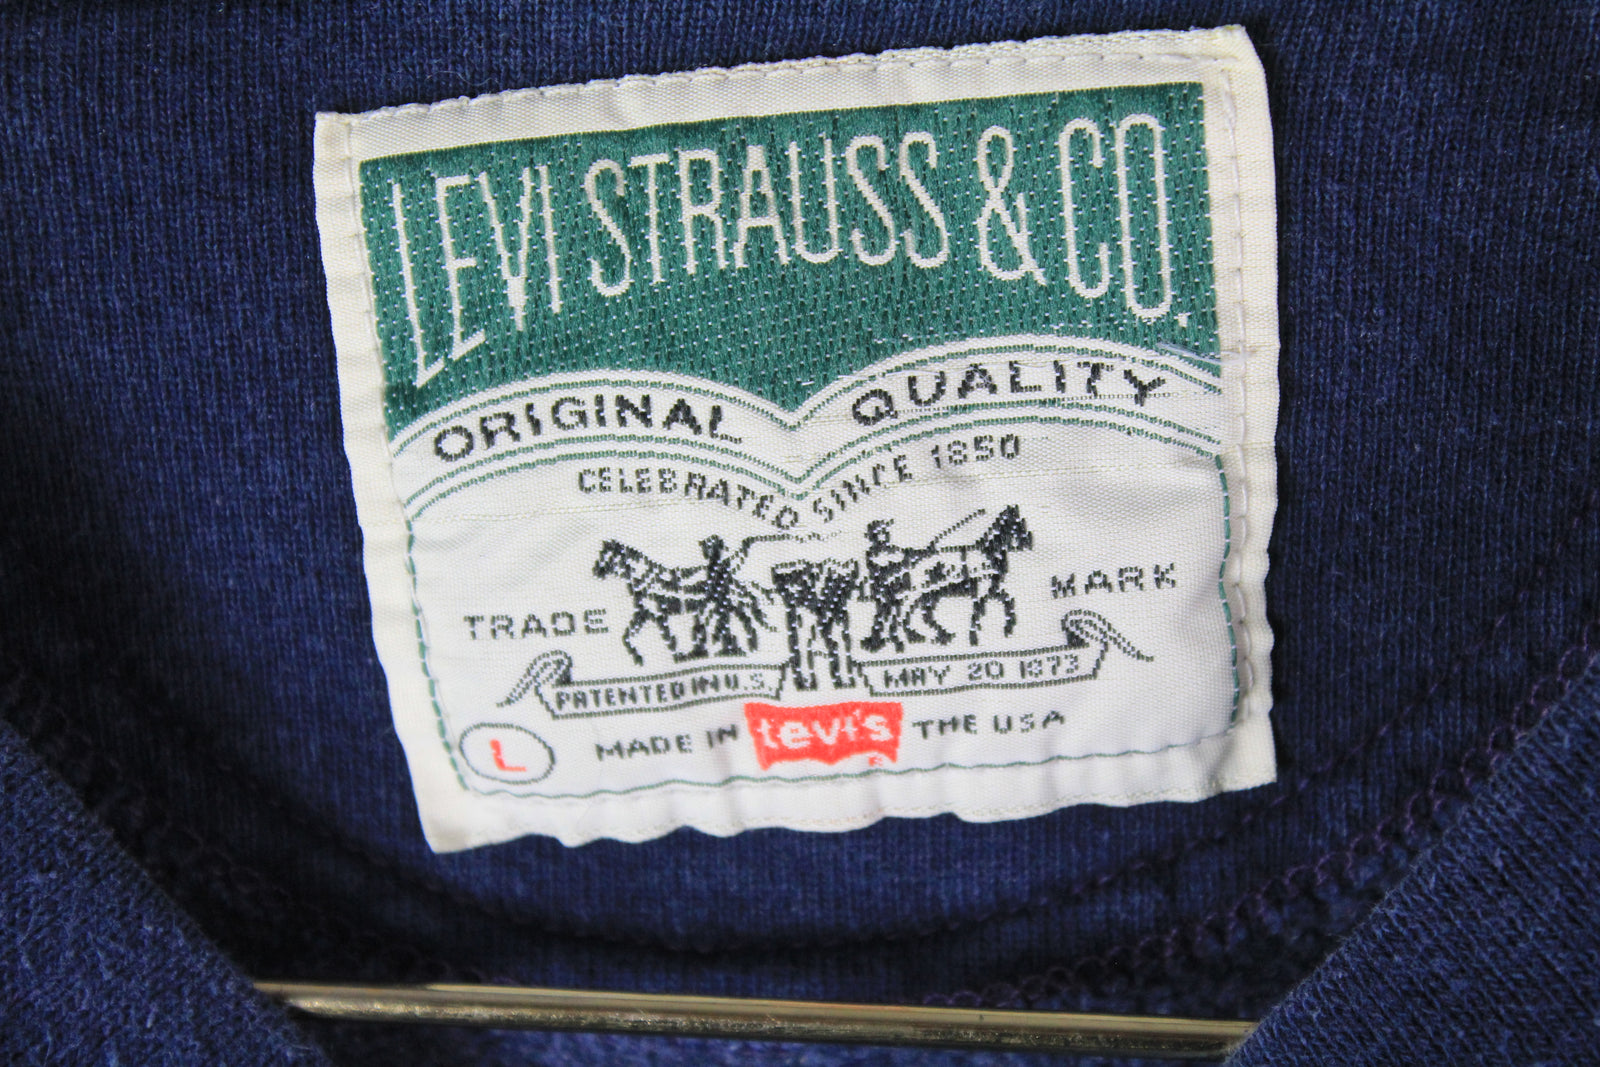 LEVI STRAUSS & CO.
ORIGINAL QUALITY
CELEBRATED SINCE 1850
TRADE MARK
PATENTED IN U.S. MAY 20 1873
L
MADE IN Levi's THE USA
R